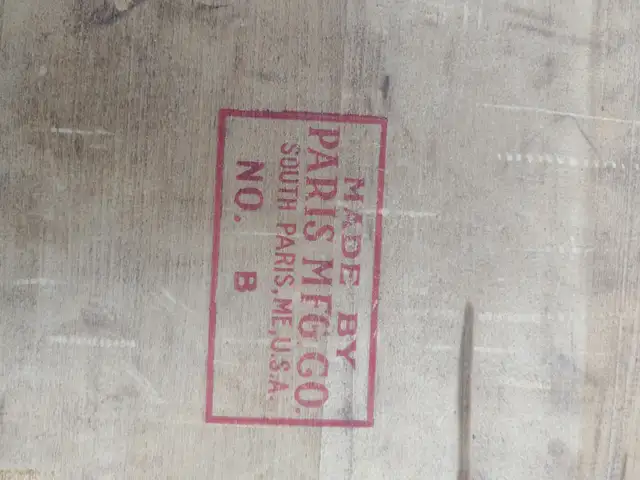 MADE BY
PARIS MFG. CO.
SOUTH PARIS, ME, U.S.A.
NO. B